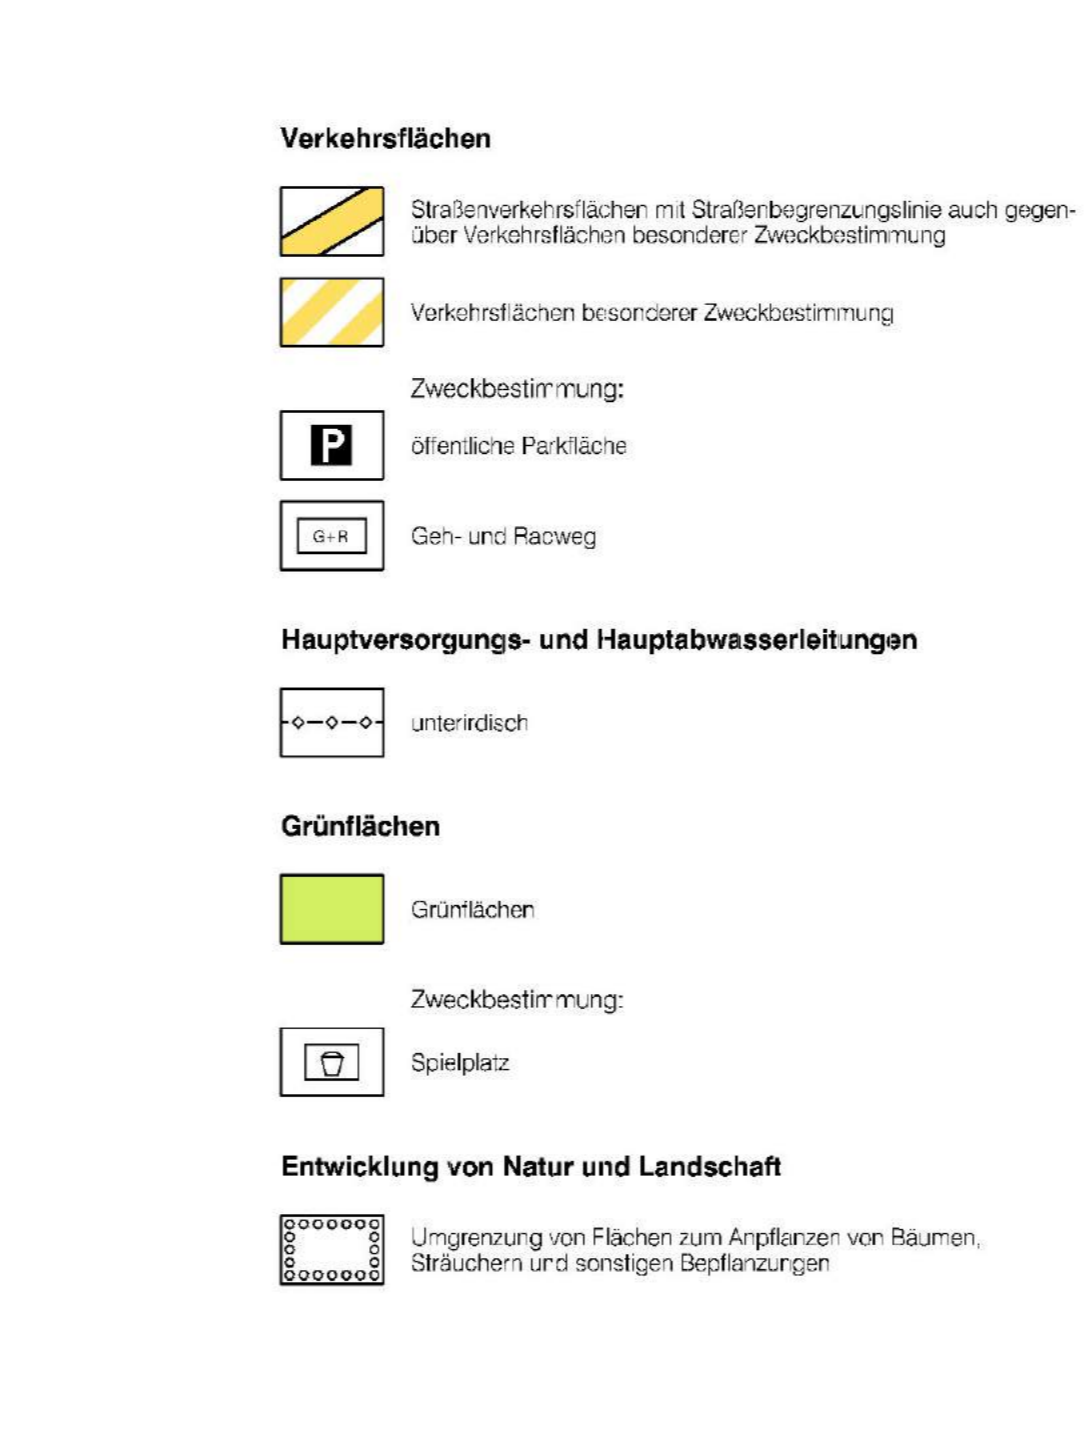 Verkehrsflächen
Straßenverkehrsflächen mit Straßenbegrenzungslinie auch gegen-
über Verkehrsflächen besonderer Zweckbestimmung
Verkehrsflächen besonderer Zweckbestimmung
Zweckbestimmung:
P
öffentliche Parkfläche
G+R
Geh- und Radweg
Hauptversorgungs- und Hauptabwasserleitungen
unterirdisch
Grünflächen
Grünflächen
Zweckbestimmung:
Spielplatz
Entwicklung von Natur und Landschaft
Umgrenzung von Flächen zum Anpflanzen von Bäumen,
Sträuchern und sonstigen Bepflanzungen